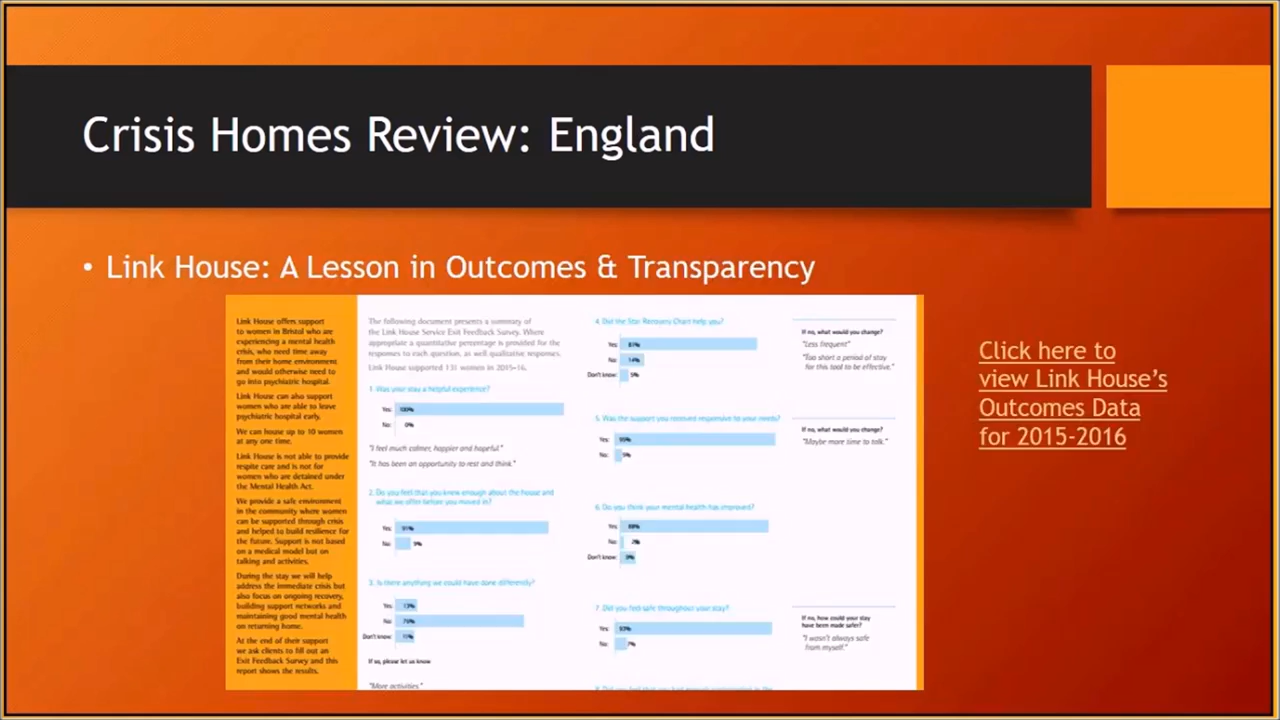 Crisis Homes Review: England
• Link House: A Lesson in Outcomes & Transparency
Link House offers support
to women in Bristol who are
experiencing a mental health
crisis, who need time away
from their home environment
and would otherwise need to
go into psychiatric hospital.
Link House can also support
women who are able to leave
psychiatric hospital early.
We can house up to 10 women
at any one time.
Link House is not able to provide
respite care and is not for
women who are detained under
the Mental Health Act.
We provide a safe environment
in the community where women
can be supported through crisis
and helped to build resilience for
the future. Support is not based
on a medical model but on
talking and activities.
During the stay we will help
address the immediate crisis but
also focus on ongoing recovery,
building support networks and
maintaining good mental health
on returning home.
At the end of their support
we ask clients to fill out an
Exit Feedback Survey and this
report shows the results.
The following document presents a summary of
the Link House Service Exit Feedback Survey. Where
appropriate a quantitative percentage is provided for the
responses to each question, as well qualitative responses.
Link House supported 131 women in 2015-16.
1. Was your stay a helpful experience?
Yes: 100%
No: 0%
"I feel much calmer, happier and hopeful."
"It has been an opportunity to rest and think."
2. Do you feel that you knew enough about the house and
what we offer before you moved in?
Yes: 91%
No: 9%
3. Is there anything we could have done differently?
Yes: 13%
No:
Don't know:
If so, please let us know
"More activities."
4. Did the Star Recovery Chart help you?
Yes: 81%
No: 14%
Don't know: 5%
If no, what would you change?
"Less frequent"
"Too short a period of stay
for this tool to be effective."
5. Was the support you received responsive to your needs?
Yes: 95%
No: 5%
If no, what would you change?
"Maybe more time to talk."
6. Do you think your mental health has improved?
Yes: 88%
No:
Don't know:
7. Did you feel safe throughout your stay?
Yes: 93%
No: 7%
If no, how could your stay
have been made safer?
"I wasn't always safe
from myself."
Click here to
view Link House's
Outcomes Data
for 2015-2016